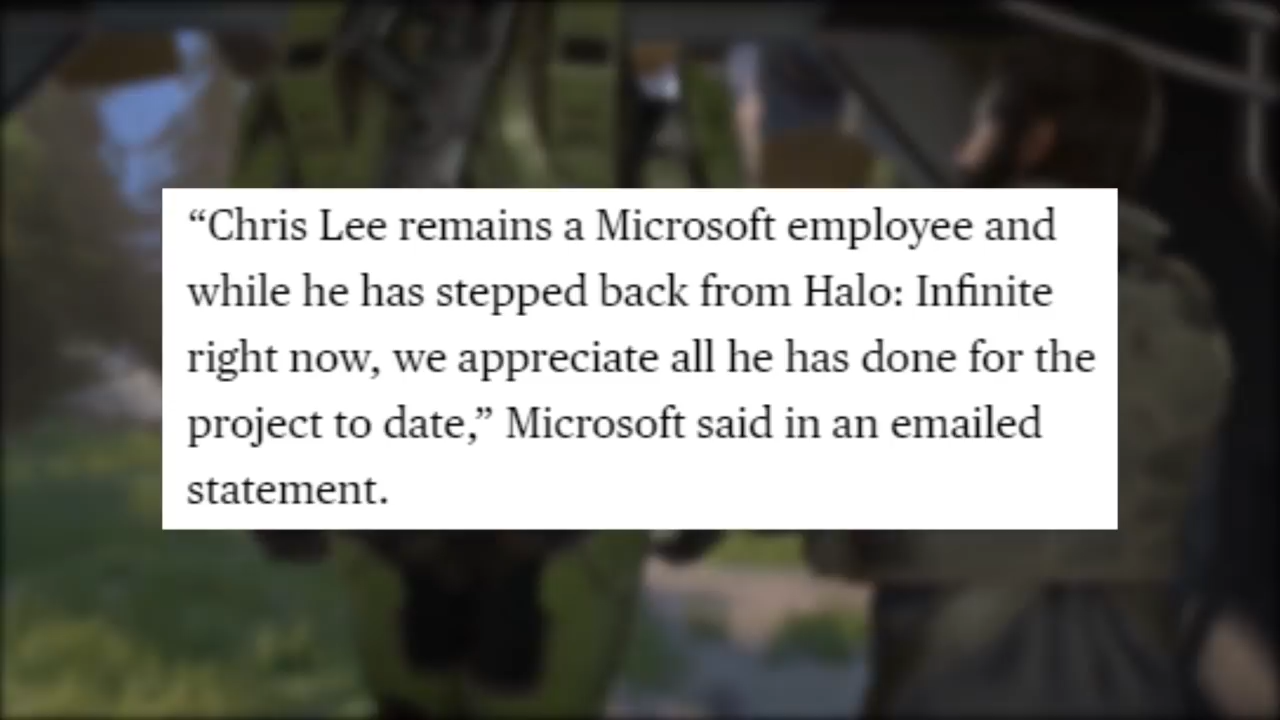 “Chris Lee remains a Microsoft employee and
while he has stepped back from Halo: Infinite
right now, we appreciate all he has done for the
project to date,” Microsoft said in an emailed
statement.